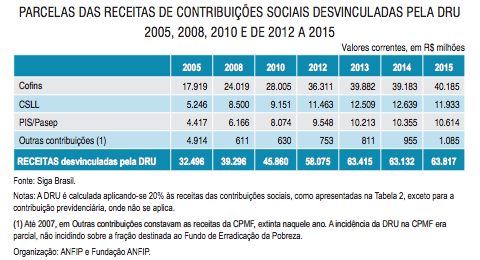 PARCELAS DAS RECEITAS DE CONTRIBUIÇÕES SOCIAIS DESVINCULADAS PELA DRU
2005, 2008, 2010 E DE 2012 A 2015
Valores correntes, em R$ milhões
2005 2008 2010 2012 2013 2014 2015
Cofins 17.919 24.019 28.005 36.311 39.882 39.183 40.185
CSLL 5.246 8.500 9.151 11.463 12.509 12.639 11.933
PIS/Pasep 4.417 6.166 8.074 9.548 10.213 10.355 10.614
Outras contribuições (1) 4.914 611 630 753 811 955 1.085
RECEITAS desvinculadas pela DRU 32.496 39.296 45.860 58.075 63.415 63.132 63.817
Fonte: Siga Brasil.
Notas: A DRU é calculada aplicando-se 20% às receitas das contribuições sociais, como apresentadas na Tabela 2, exceto para a
contribuição previdenciária, onde não se aplica.
(1) Até 2007, em Outras contribuições constavam as receitas da CPMF, extinta naquele ano. A incidência da DRU na CPMF era
parcial, não incidindo sobre a fração destinada ao Fundo de Erradicação da Pobreza.
Organização: ANFIP e Fundação ANFIP.